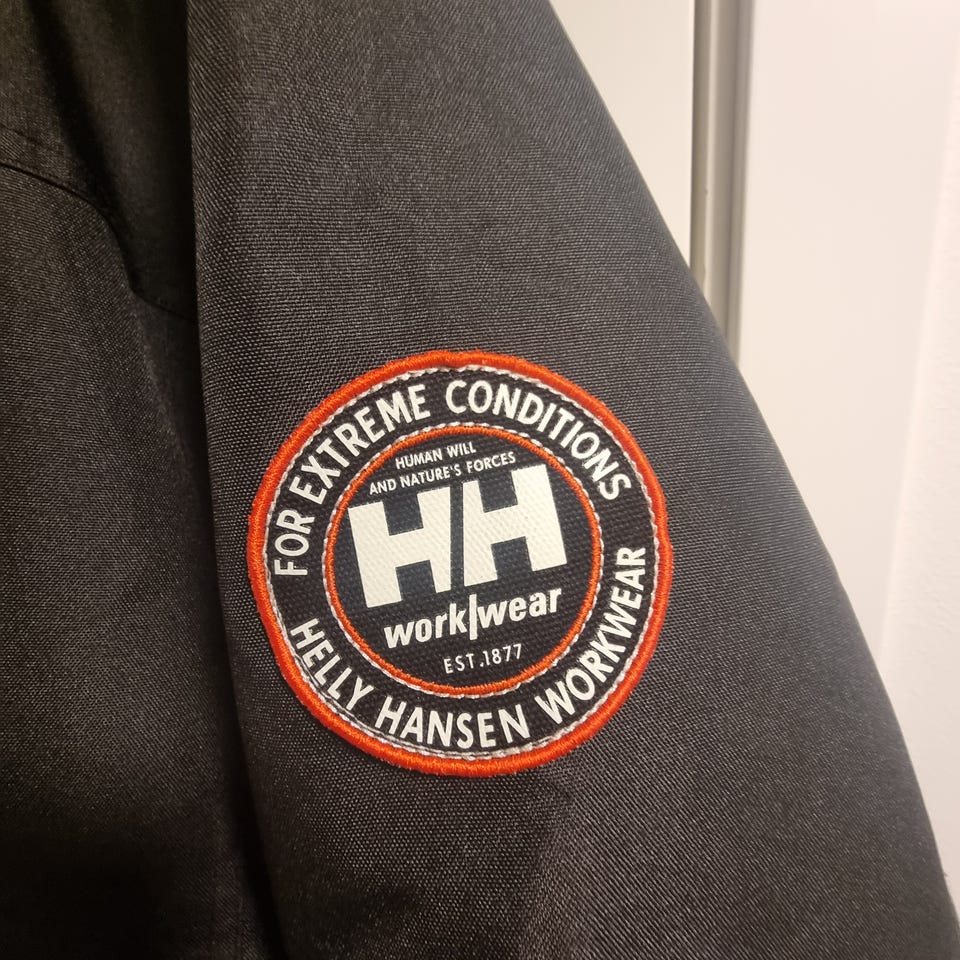 FOR EXTREME CONDITIONS
HUMAN WILL
AND NATURE'S FORCES
HH
work|wear
EST.1877
HELLY HANSEN WORKWEAR